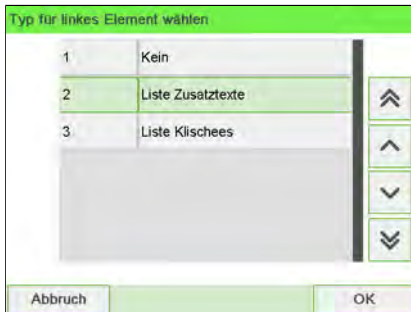 Typ für linkes Element wählen
1 Kein
2 Liste Zusatztexte
3 Liste Klischees
Abbruch OK